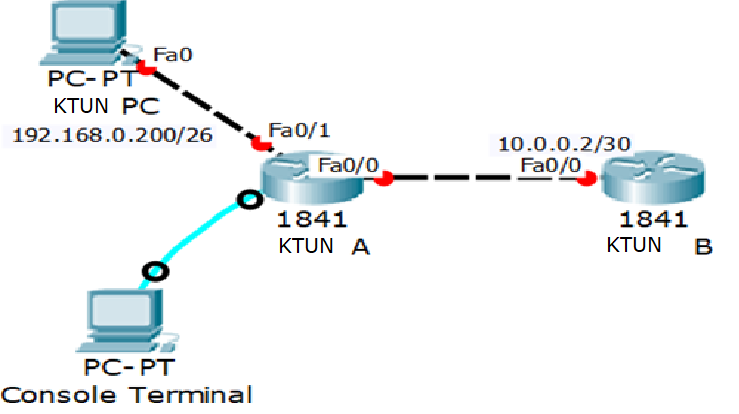 Fa0
PC-PT
KTUN PC
192.168.0.200/26
Fa0/1
Fa0/0
10.0.0.2/30
Fa0/0
1841
KTUN A
1841
KTUN B
PC-PT
Console Terminal